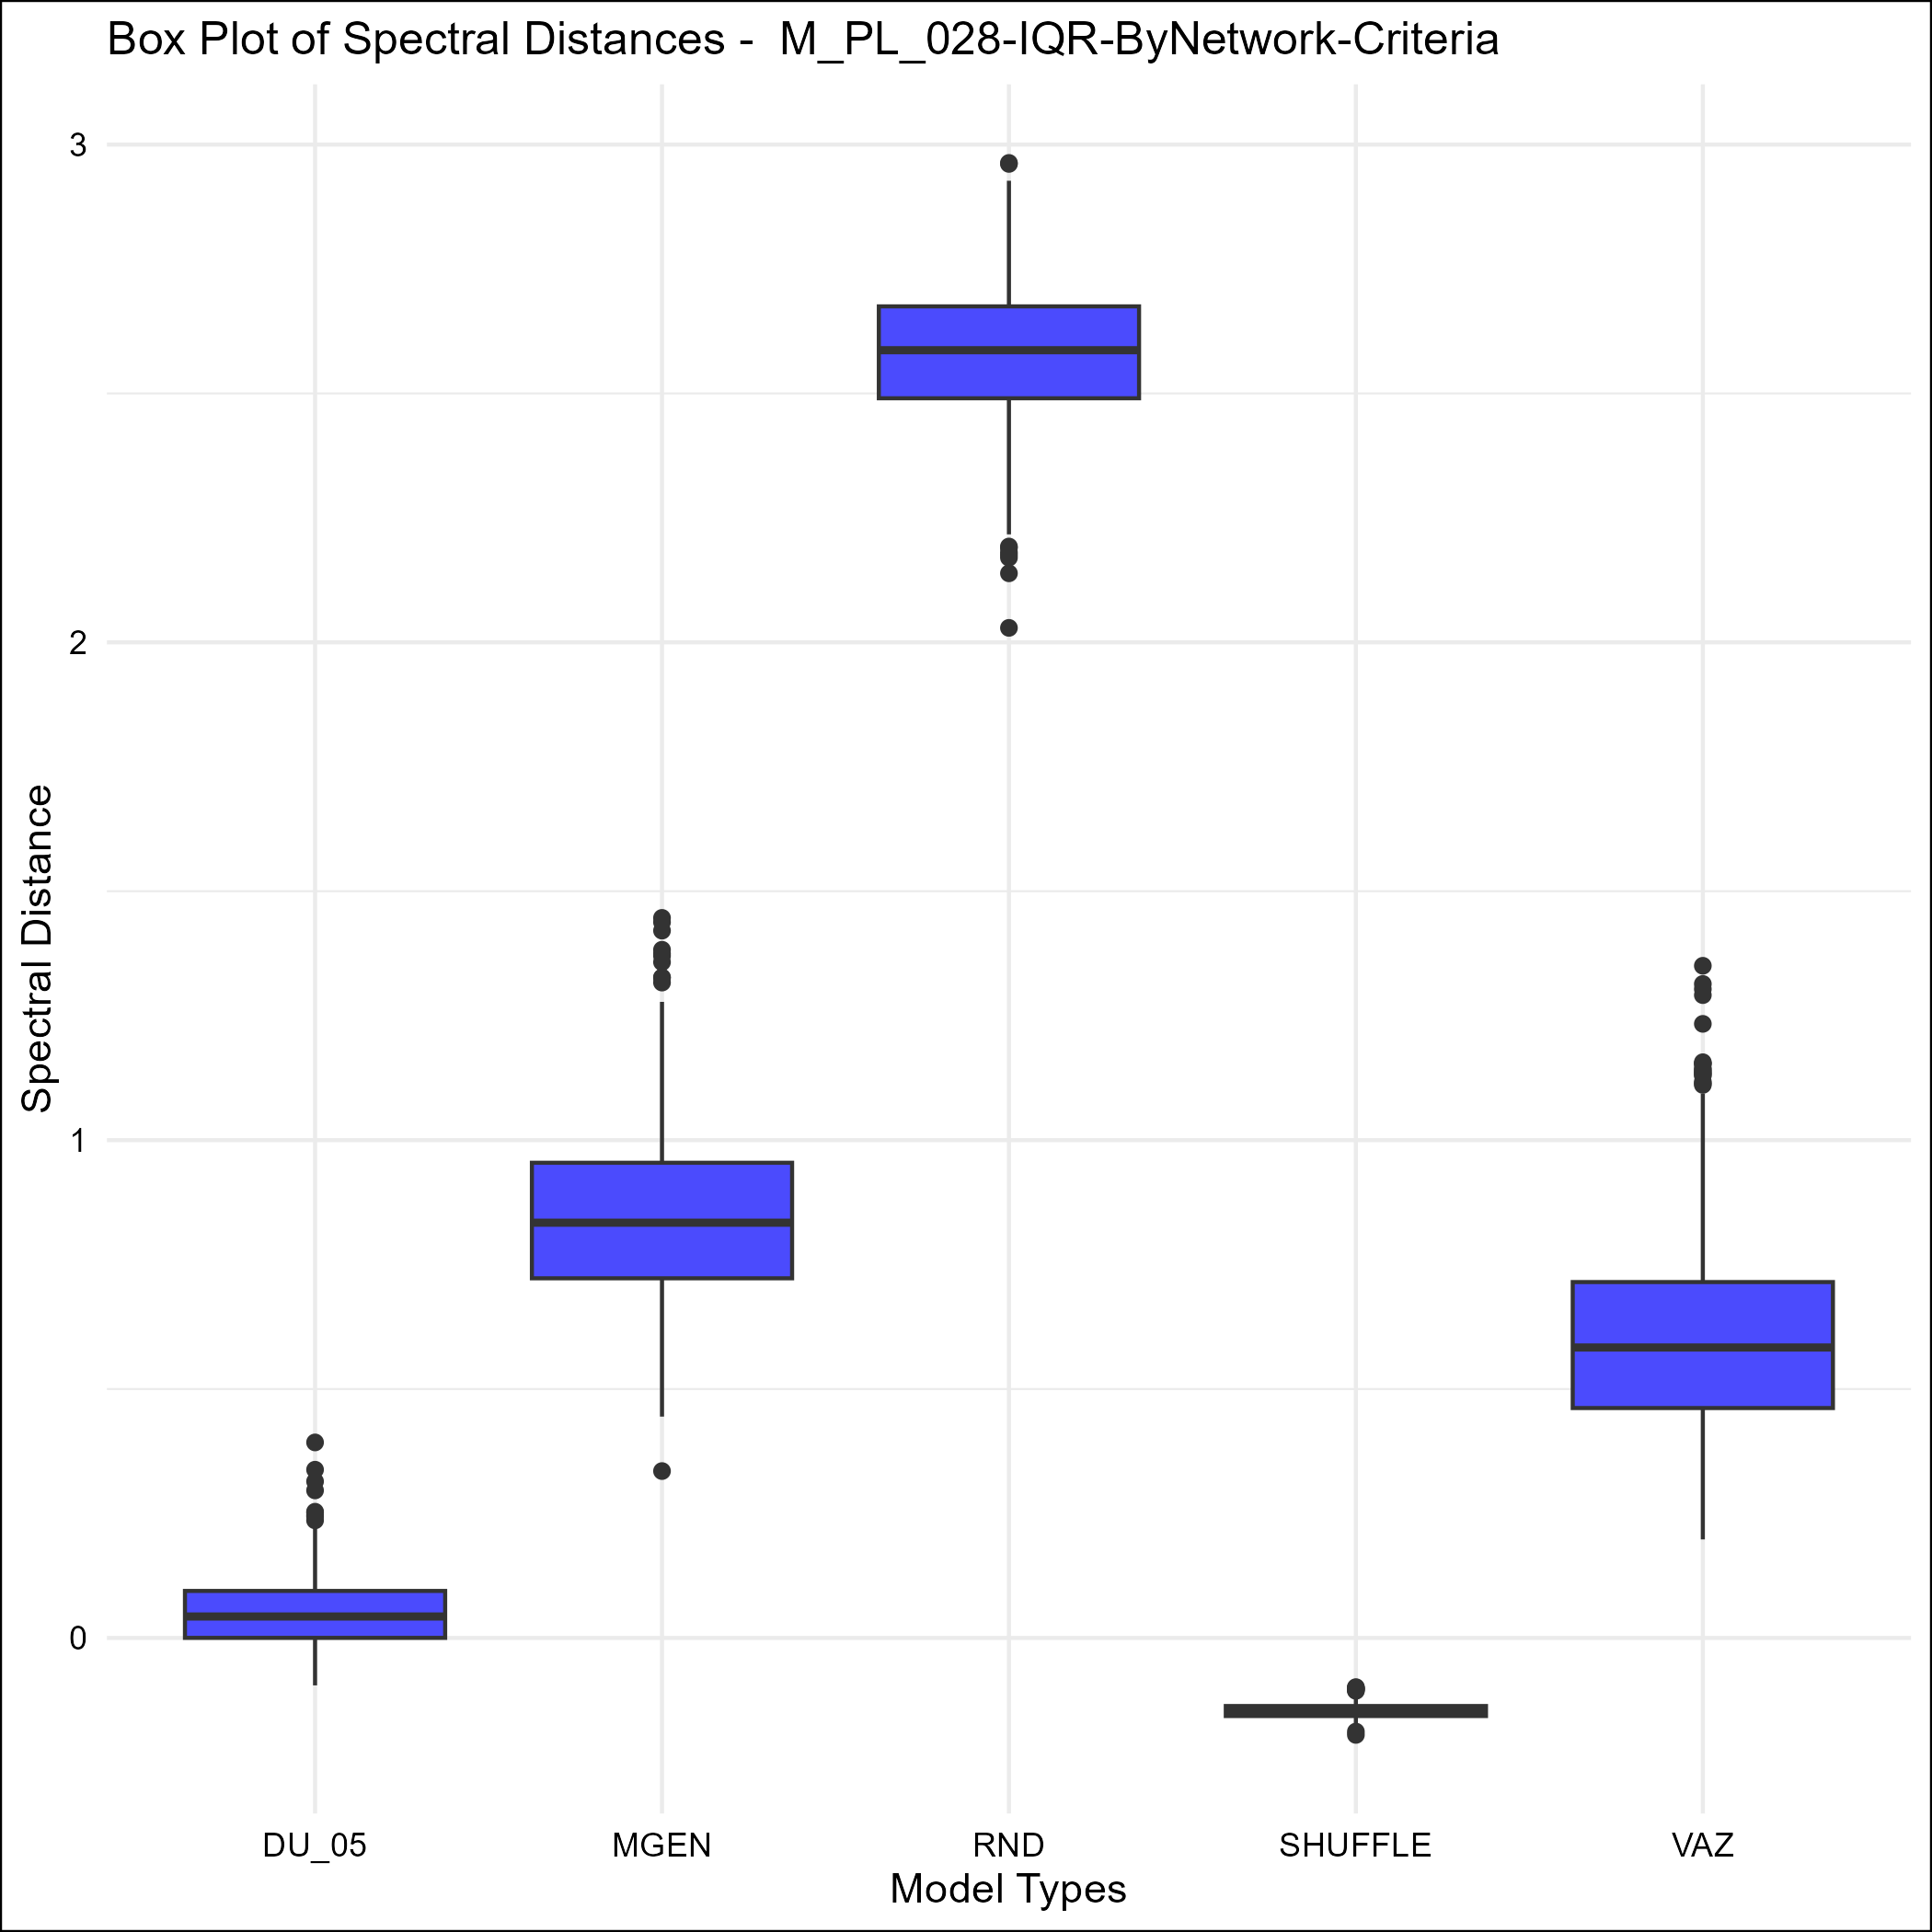 Box Plot of Spectral Distances -  M_PL_028-IQR-ByNetwork-Criteria
3
2
1
0
Spectral Distance
DU_05 MGEN RND SHUFFLE VAZ
Model Types